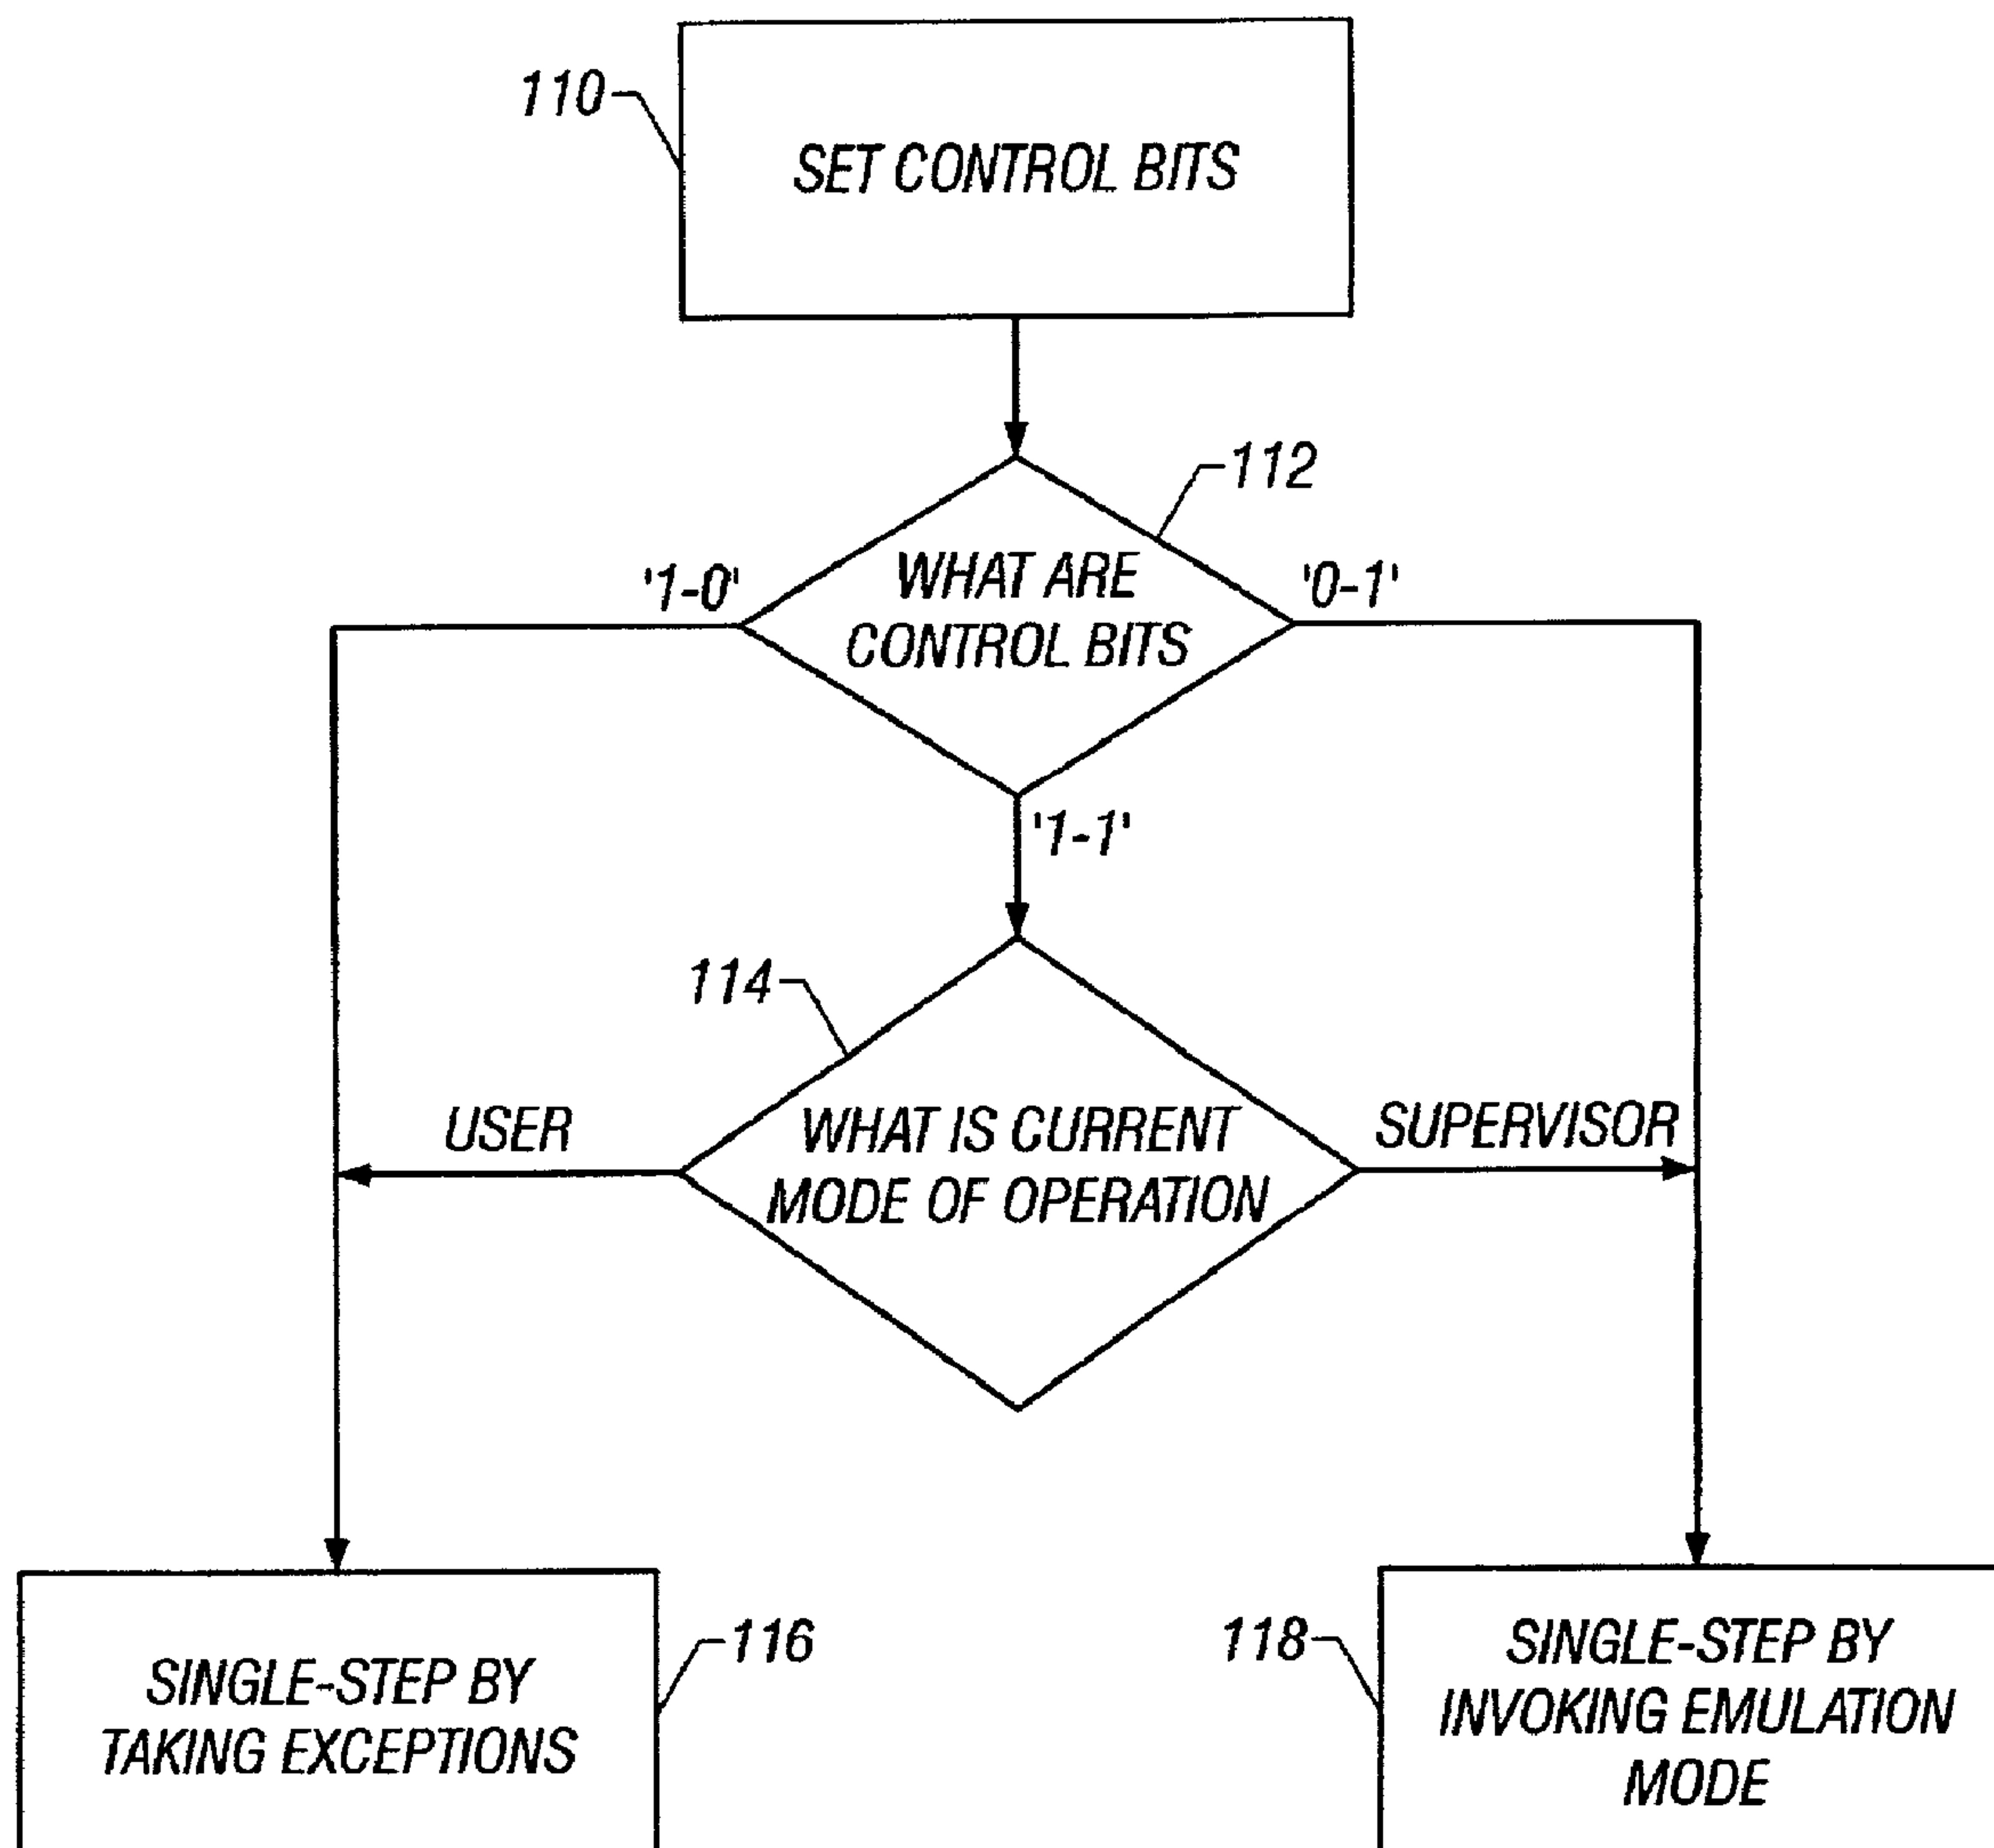 110
SET CONTROL BITS
112
'1-0'
WHAT ARE
CONTROL BITS
'0-1'
'1-1'
114
USER
WHAT IS CURRENT
MODE OF OPERATION
SUPERVISOR
SINGLE-STEP BY
TAKING EXCEPTIONS
116
118
SINGLE-STEP BY
INVOKING EMULATION
MODE